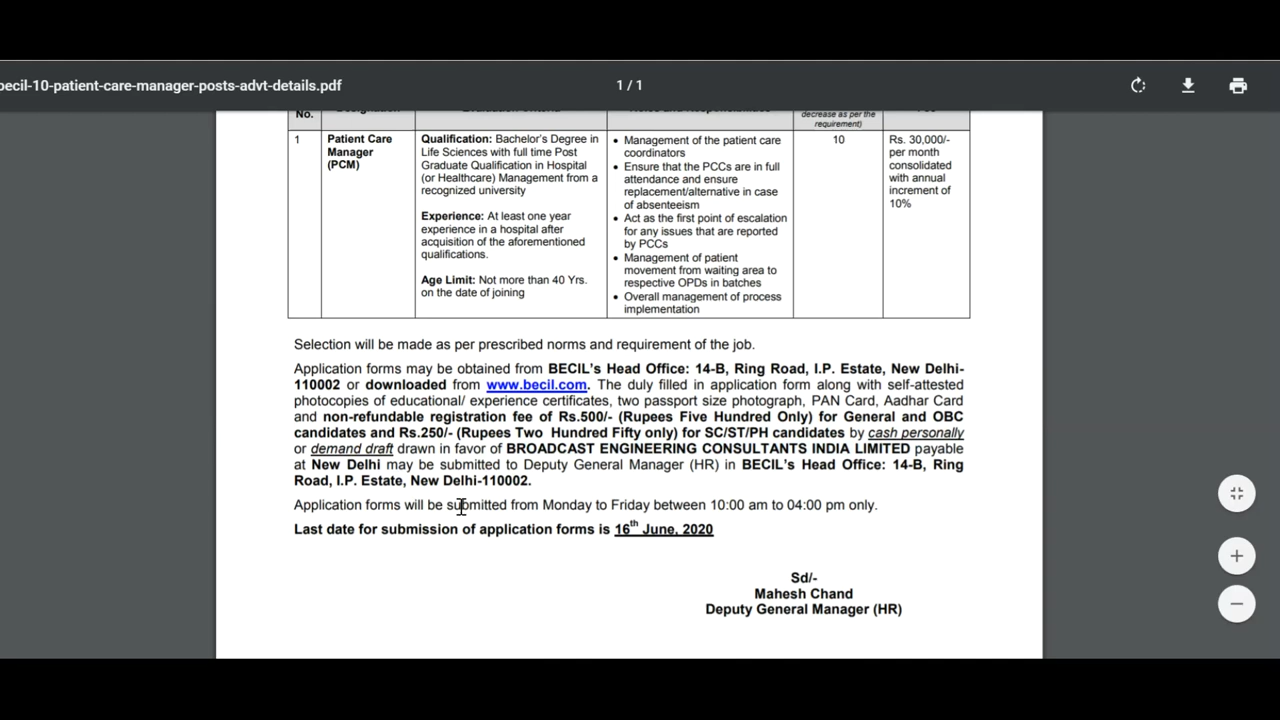 becil-10-patient-care-manager-posts-advt-details.pdf
1 / 1
No.
decrease as per the
requirement)
1
Patient Care
Manager
(PCM)
Qualification: Bachelor's Degree in
Life Sciences with full time Post
Graduate Qualification in Hospital
(or Healthcare) Management from a
recognized university
Experience: At least one year
experience in a hospital after
acquisition of the aforementioned
qualifications.
Age Limit: Not more than 40 Yrs.
on the date of joining
• Management of the patient care
coordinators
• Ensure that the PCCs are in full
attendance and ensure
replacement/alternative in case
of absenteeism
• Act as the first point of escalation
for any issues that are reported
by PCCs
• Management of patient
movement from waiting area to
respective OPDs in batches
• Overall management of process
implementation
10
Rs. 30,000/-
per month
consolidated
with annual
increment of
10%
Selection will be made as per prescribed norms and requirement of the job.
Application forms may be obtained from BECIL's Head Office: 14-B, Ring Road, I.P. Estate, New Delhi-
110002 or downloaded from www.becil.com. The duly filled in application form along with self-attested
photocopies of educational/ experience certificates, two passport size photograph, PAN Card, Aadhar Card
and non-refundable registration fee of Rs.500/- (Rupees Five Hundred Only) for General and OBC
candidates and Rs.250/- (Rupees Two Hundred Fifty only) for SC/ST/PH candidates by cash personally
or demand draft drawn in favor of BROADCAST ENGINEERING CONSULTANTS INDIA LIMITED payable
at New Delhi may be submitted to Deputy General Manager (HR) in BECIL's Head Office: 14-B, Ring
Road, I.P. Estate, New Delhi-110002.
Application forms will be submitted from Monday to Friday between 10:00 am to 04:00 pm only.
Last date for submission of application forms is 16th June, 2020
Sd/-
Mahesh Chand
Deputy General Manager (HR)